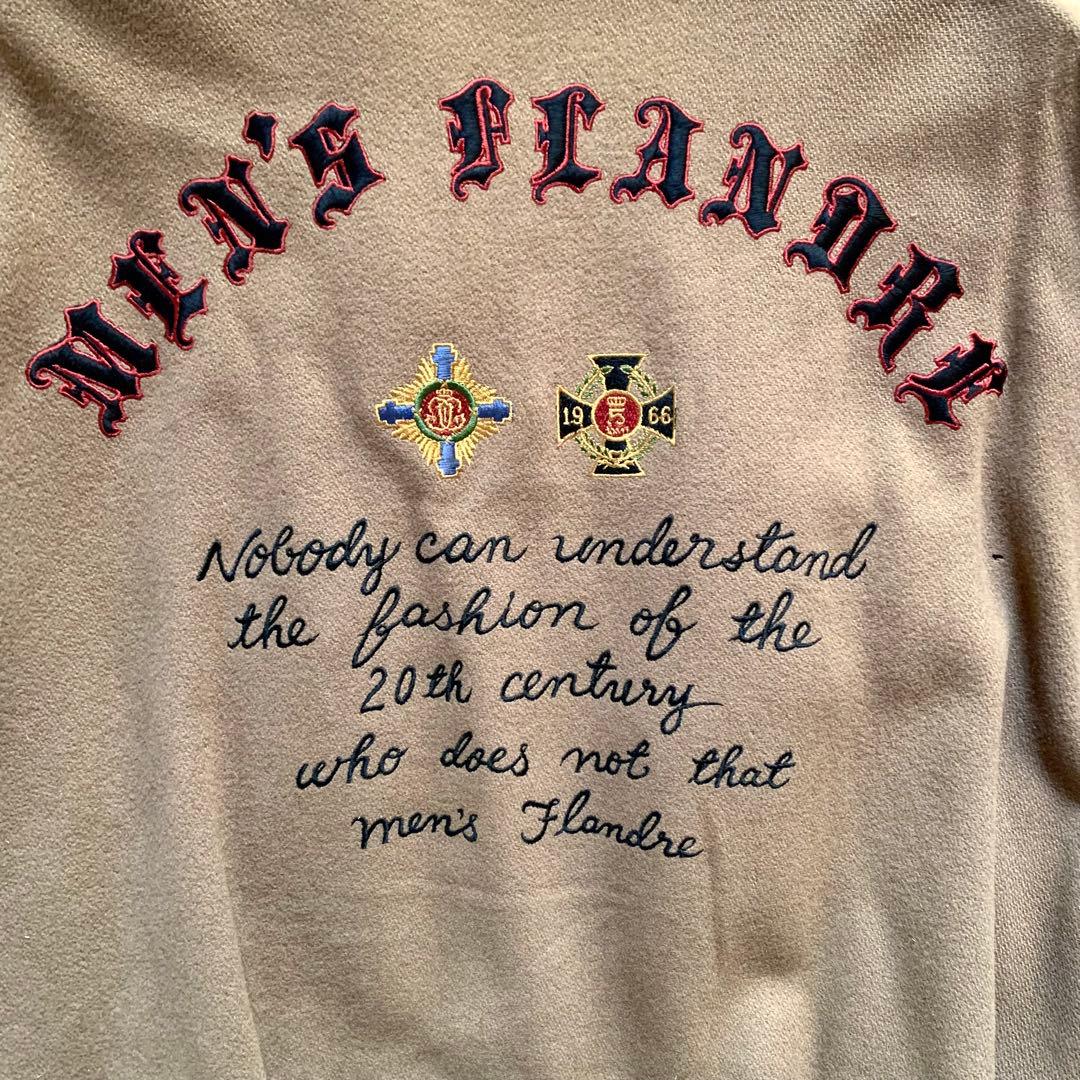 MEN'S FLANDRE
19 66
Nobody can understand
the fashion of the
20th century
who does not that
men's Flandre